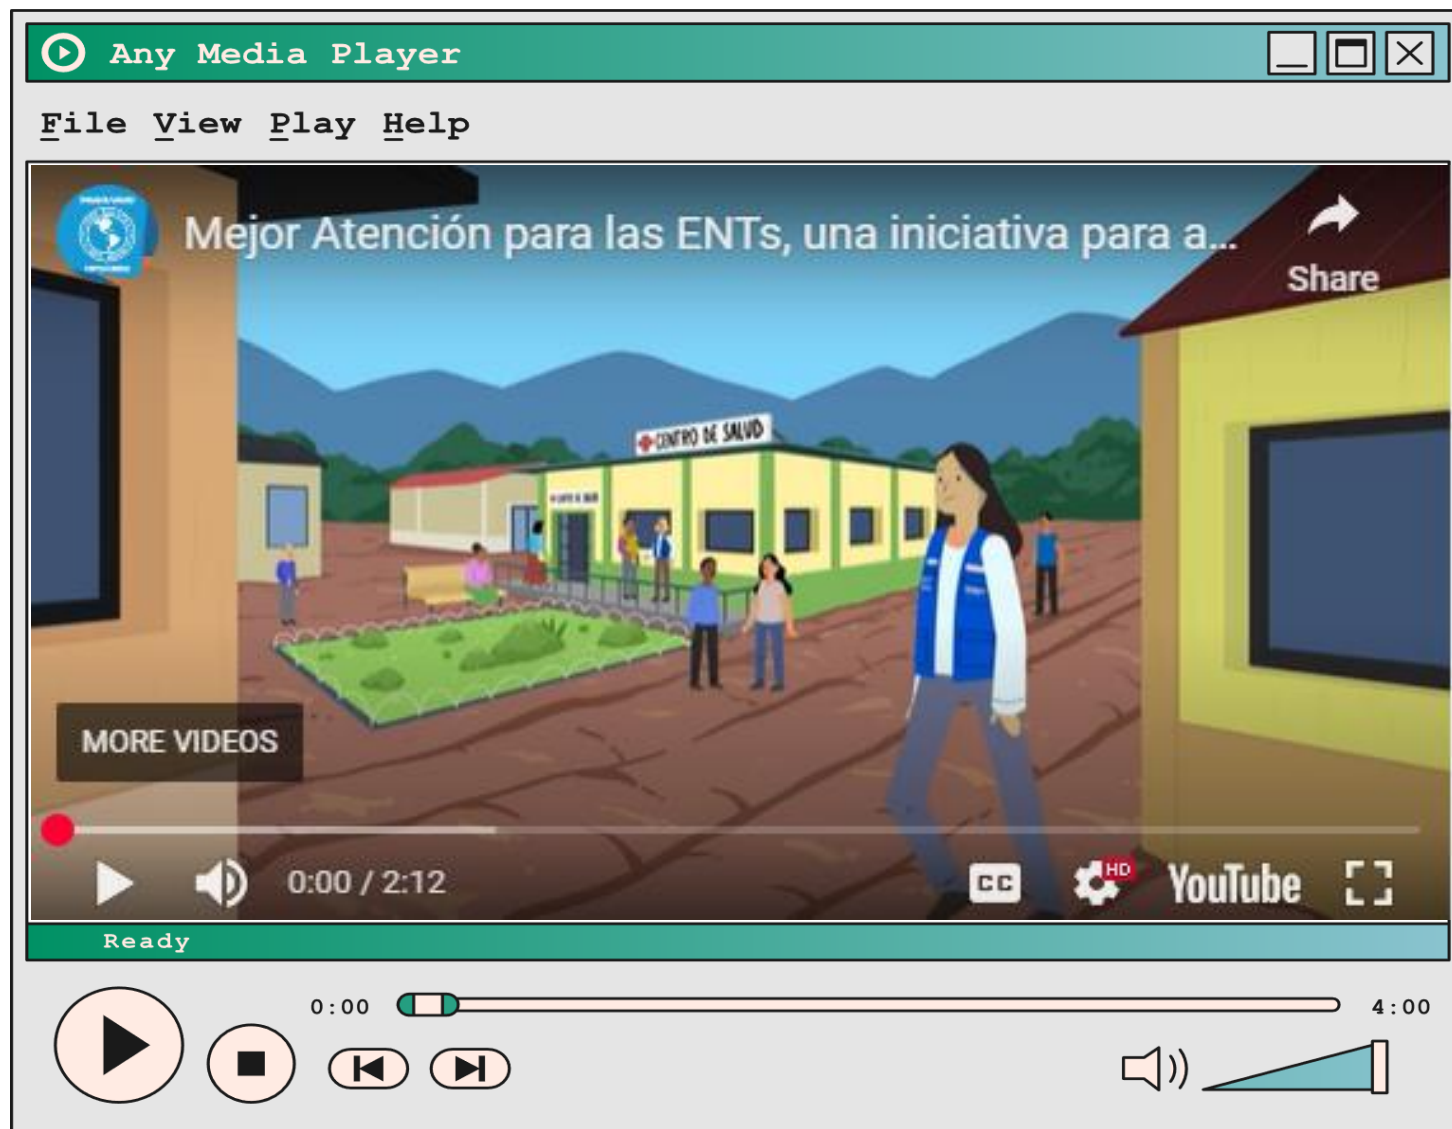 Any Media Player
File View Play Help
Mejor Atención para las ENTs, una iniciativa para a...
Share
CENTRO DE SALUD
MORE VIDEOS
0:00 / 2:12
CC
HD
YouTube
Ready
0:00
4:00